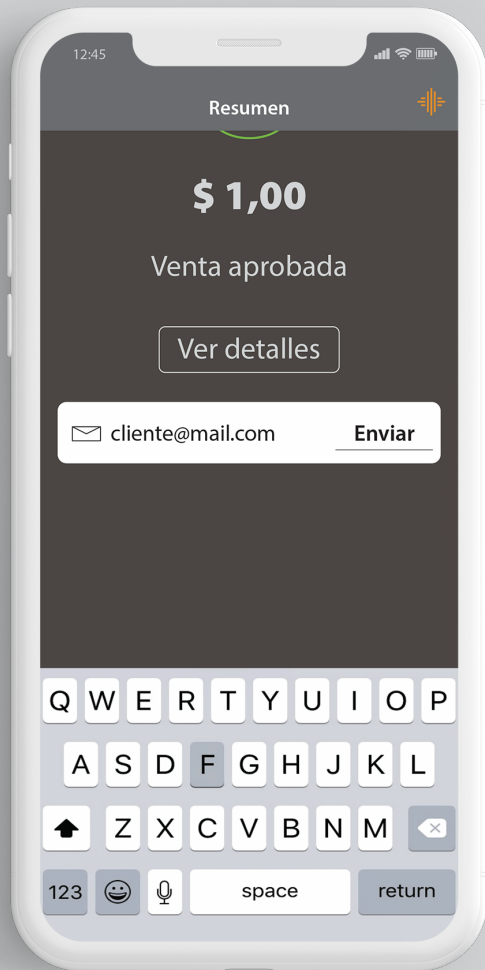 12:45
Resumen
$ 1,00
Venta aprobada
Ver detalles
cliente@mail.com Enviar
Q W E R T Y U I O P
A S D F G H J K L
Z X C V B N M
123 space return